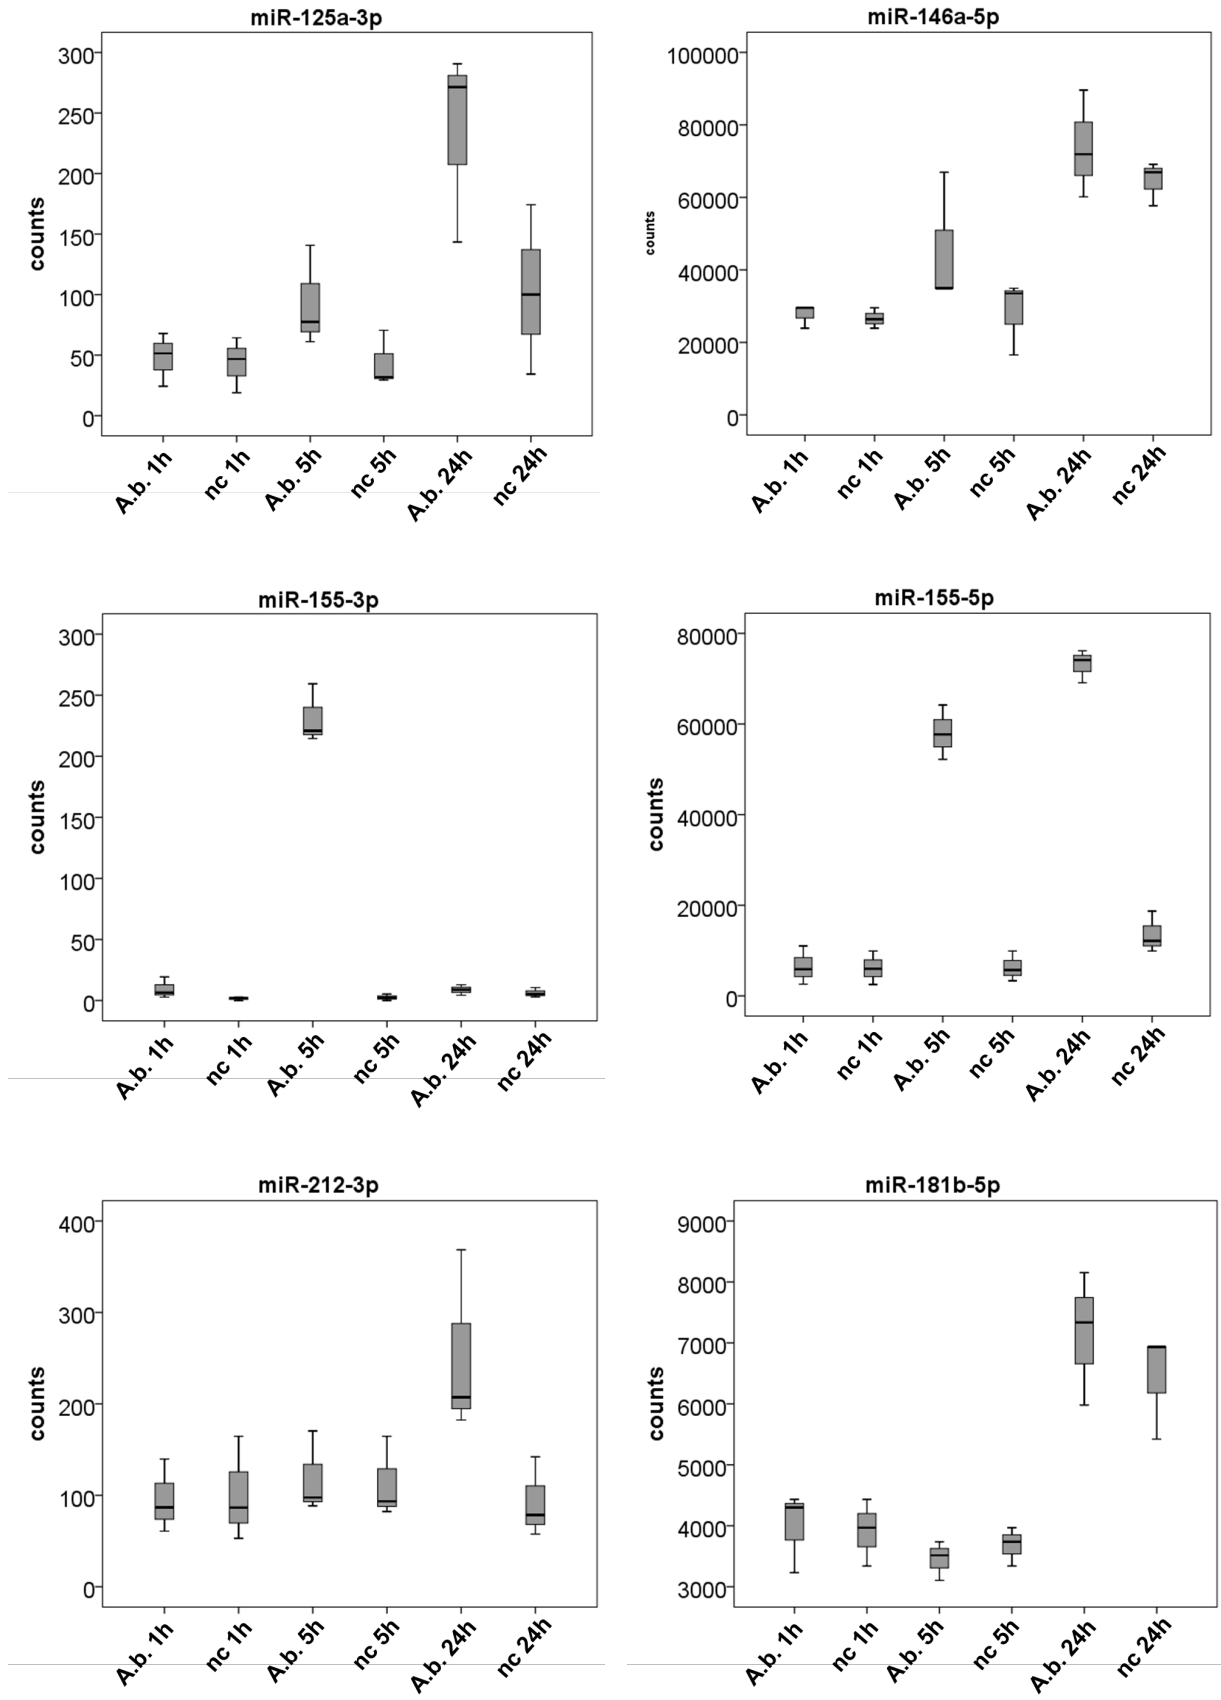 miR-125a-3p
300
250
200
150
100
50
0
counts
A.b. 1h
nc 1h
A.b. 5h
nc 5h
A.b. 24h
nc 24h
miR-146a-5p
100000
80000
60000
40000
20000
0
counts
A.b. 1h
nc 1h
A.b. 5h
nc 5h
A.b. 24h
nc 24h
miR-155-3p
300
250
200
150
100
50
0
counts
A.b. 1h
nc 1h
A.b. 5h
nc 5h
A.b. 24h
nc 24h
miR-155-5p
80000
60000
40000
20000
0
counts
A.b. 1h
nc 1h
A.b. 5h
nc 5h
A.b. 24h
nc 24h
miR-212-3p
400
300
200
100
0
counts
A.b. 1h
nc 1h
A.b. 5h
nc 5h
A.b. 24h
nc 24h
miR-181b-5p
9000
8000
7000
6000
5000
4000
3000
counts
A.b. 1h
nc 1h
A.b. 5h
nc 5h
A.b. 24h
nc 24h